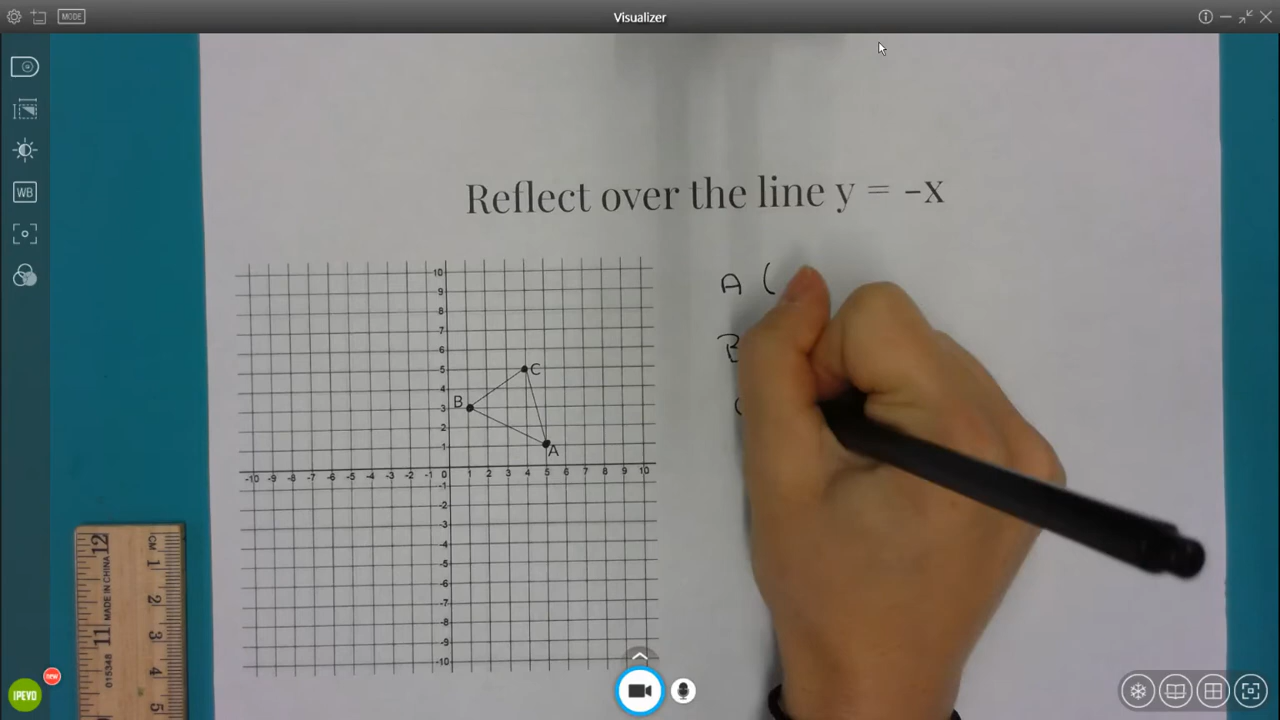 MODE
Visualizer
Reflect over the line y = -x
A (
B
10
9
8
7
6
5
C
4
B
3
2
1
A
-10 -9 -8 -7 -6 -5 -4 -3 -2 -1 0 1 2 3 4 5 6 7 8 9 10
-1
-2
-3
-4
-5
-6
-7
-8
-9
-10
WB
12
CM
1
MADE IN CHINA
2
11
3
015348
4
5
new
IPEVO